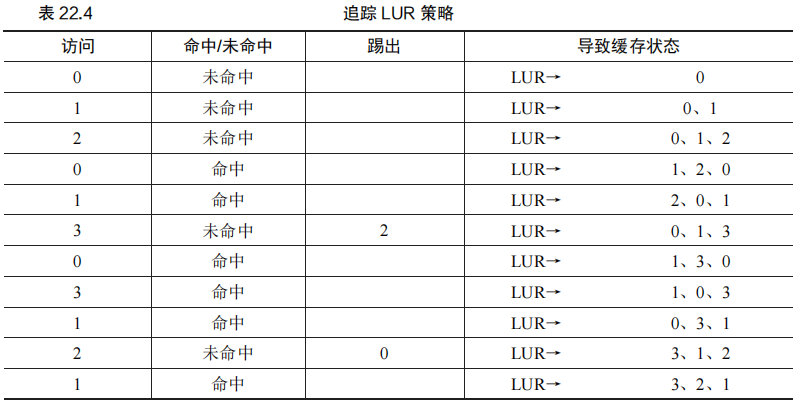 表 22.4 追踪 LUR 策略
访问 命中/未命中 踢出 导致缓存状态
0 未命中 LUR→ 0
1 未命中 LUR→ 0、1
2 未命中 LUR→ 0、1、2
0 命中 LUR→ 1、2、0
1 命中 LUR→ 2、0、1
3 未命中 2 LUR→ 0、1、3
0 命中 LUR→ 1、3、0
3 命中 LUR→ 1、0、3
1 命中 LUR→ 0、3、1
2 未命中 0 LUR→ 3、1、2
1 命中 LUR→ 3、2、1